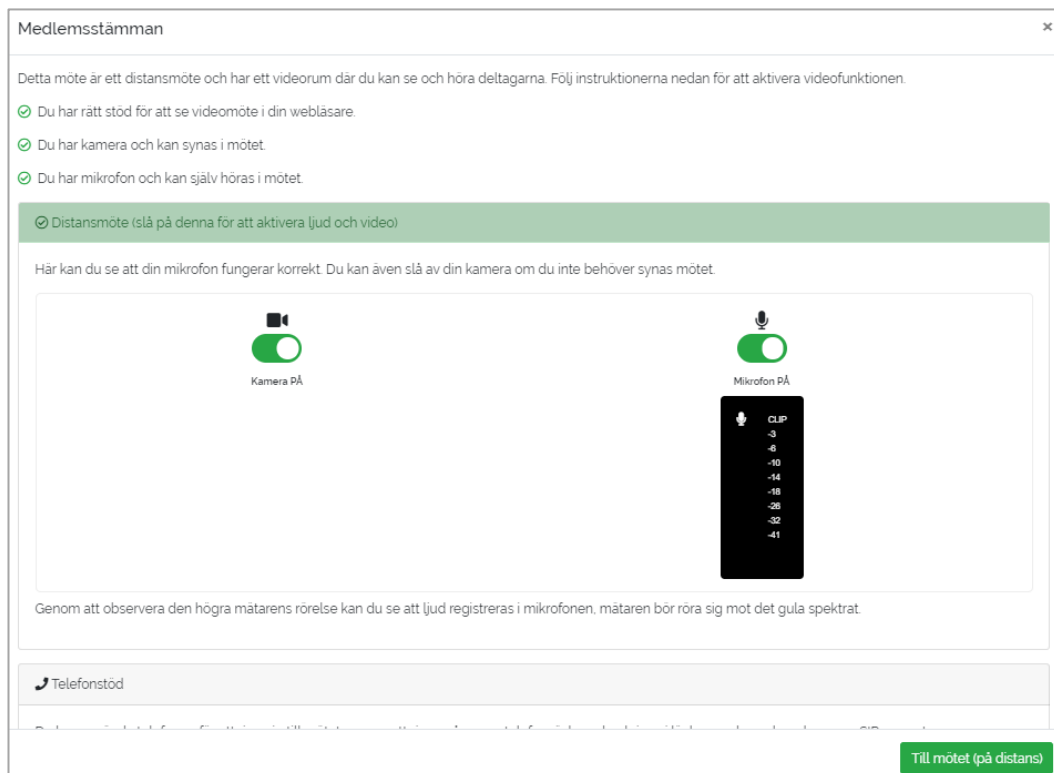 Medlemsstämman ×
Detta möte är ett distansmöte och har ett videorum där du kan se och höra deltagarna. Följ instruktionerna nedan för att aktivera videofunktionen.
Du har rätt stöd för att se videomöte i din webläsare.
Du har kamera och kan synas i mötet.
Du har mikrofon och kan själv höras i mötet.
Distansmöte (slå på denna för att aktivera ljud och video)
Här kan du se att din mikrofon fungerar korrekt. Du kan även slå av din kamera om du inte behöver synas mötet.
Kamera PÅ
Mikrofon PÅ
CLIP
-3
-6
-10
-14
-18
-26
-32
-41
Genom att observera den högra mätarens rörelse kan du se att ljud registreras i mikrofonen, mätaren bör röra sig mot det gula spektrat.
Telefonstöd
Till mötet (på distans)